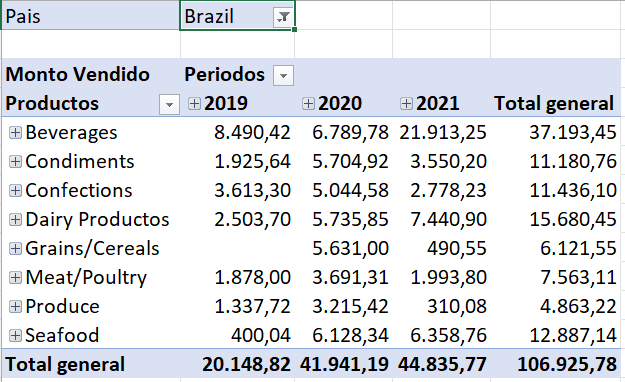 Pais Brazil
Monto Vendido Periodos
Productos 2019 2020 2021 Total general
Beverages 8.490,42 6.789,78 21.913,25 37.193,45
Condiments 1.925,64 5.704,92 3.550,20 11.180,76
Confections 3.613,30 5.044,58 2.778,23 11.436,10
Dairy Productos 2.503,70 5.735,85 7.440,90 15.680,45
Grains/Cereals 5.631,00 490,55 6.121,55
Meat/Poultry 1.878,00 3.691,31 1.993,80 7.563,11
Produce 1.337,72 3.215,42 310,08 4.863,22
Seafood 400,04 6.128,34 6.358,76 12.887,14
Total general 20.148,82 41.941,19 44.835,77 106.925,78